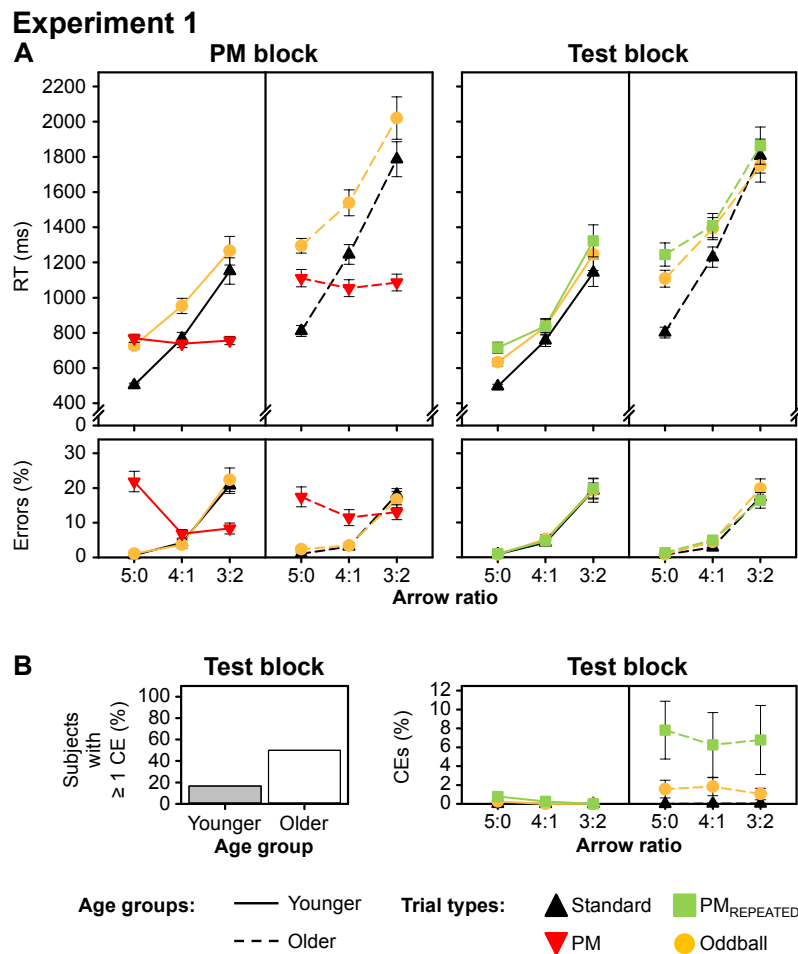 Experiment 1
A
PM block
Test block
RT (ms)
2200
2000
1800
1600
1400
1200
1000
800
600
400
0
Errors (%)
30
20
10
0
5:0 4:1 3:2 5:0 4:1 3:2 5:0 4:1 3:2 5:0 4:1 3:2
Arrow ratio
B
Test block
Subjects
with
≥ 1 CE (%)
100
80
60
40
20
0
Younger Older
Age group
Test block
CEs (%)
12
10
8
6
4
2
0
5:0 4:1 3:2 5:0 4:1 3:2
Arrow ratio
Age groups: Younger
Older
Trial types: Standard PM REPEATED
PM Oddball